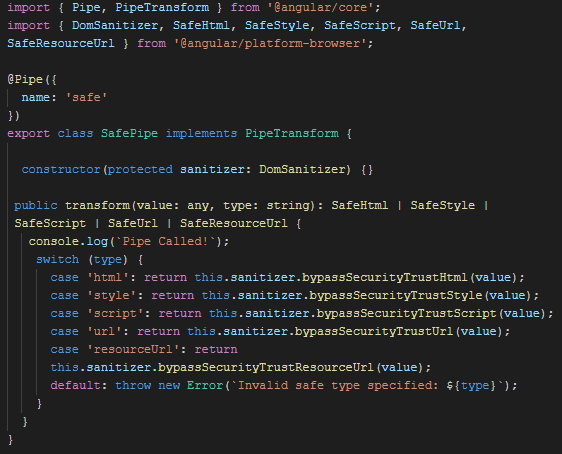 import { Pipe, PipeTransform } from '@angular/core';
import { DomSanitizer, SafeHtml, SafeStyle, SafeScript, SafeUrl,
SafeResourceUrl } from '@angular/platform-browser';

@Pipe({
  name: 'safe'
})
export class SafePipe implements PipeTransform {

  constructor(protected sanitizer: DomSanitizer) {}

 public transform(value: any, type: string): SafeHtml | SafeStyle |
 SafeScript | SafeUrl | SafeResourceUrl {
   console.log(`Pipe Called!`);
    switch (type) {
      case 'html': return this.sanitizer.bypassSecurityTrustHtml(value);
      case 'style': return this.sanitizer.bypassSecurityTrustStyle(value);
      case 'script': return this.sanitizer.bypassSecurityTrustScript(value);
      case 'url': return this.sanitizer.bypassSecurityTrustUrl(value);
      case 'resourceUrl': return
      this.sanitizer.bypassSecurityTrustResourceUrl(value);
      default: throw new Error(`Invalid safe type specified: ${type}`);
    }
  }
}